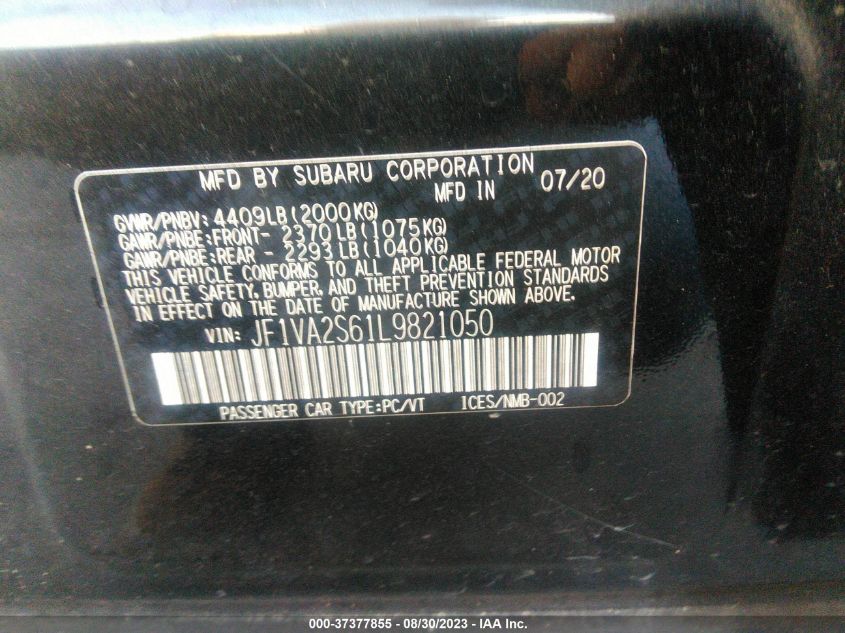 MFD BY SUBARU CORPORATION
MFD IN 07/20
GVWR/PNBV: 4409LB(2000KG)
GAWR/PNBE:FRONT- 2370LB(1075KG)
GAWR/PNBE:REAR - 2293LB(1040KG)
THIS VEHICLE CONFORMS TO ALL APPLICABLE FEDERAL MOTOR
VEHICLE SAFETY, BUMPER, AND THEFT PREVENTION STANDARDS
IN EFFECT ON THE DATE OF MANUFACTURE SHOWN ABOVE.
VIN: JF1VA2S61L9821050
PASSENGER CAR TYPE:PC/VT ICES/NMB-002
000-37377855 - 08/30/2023 - IAA Inc.